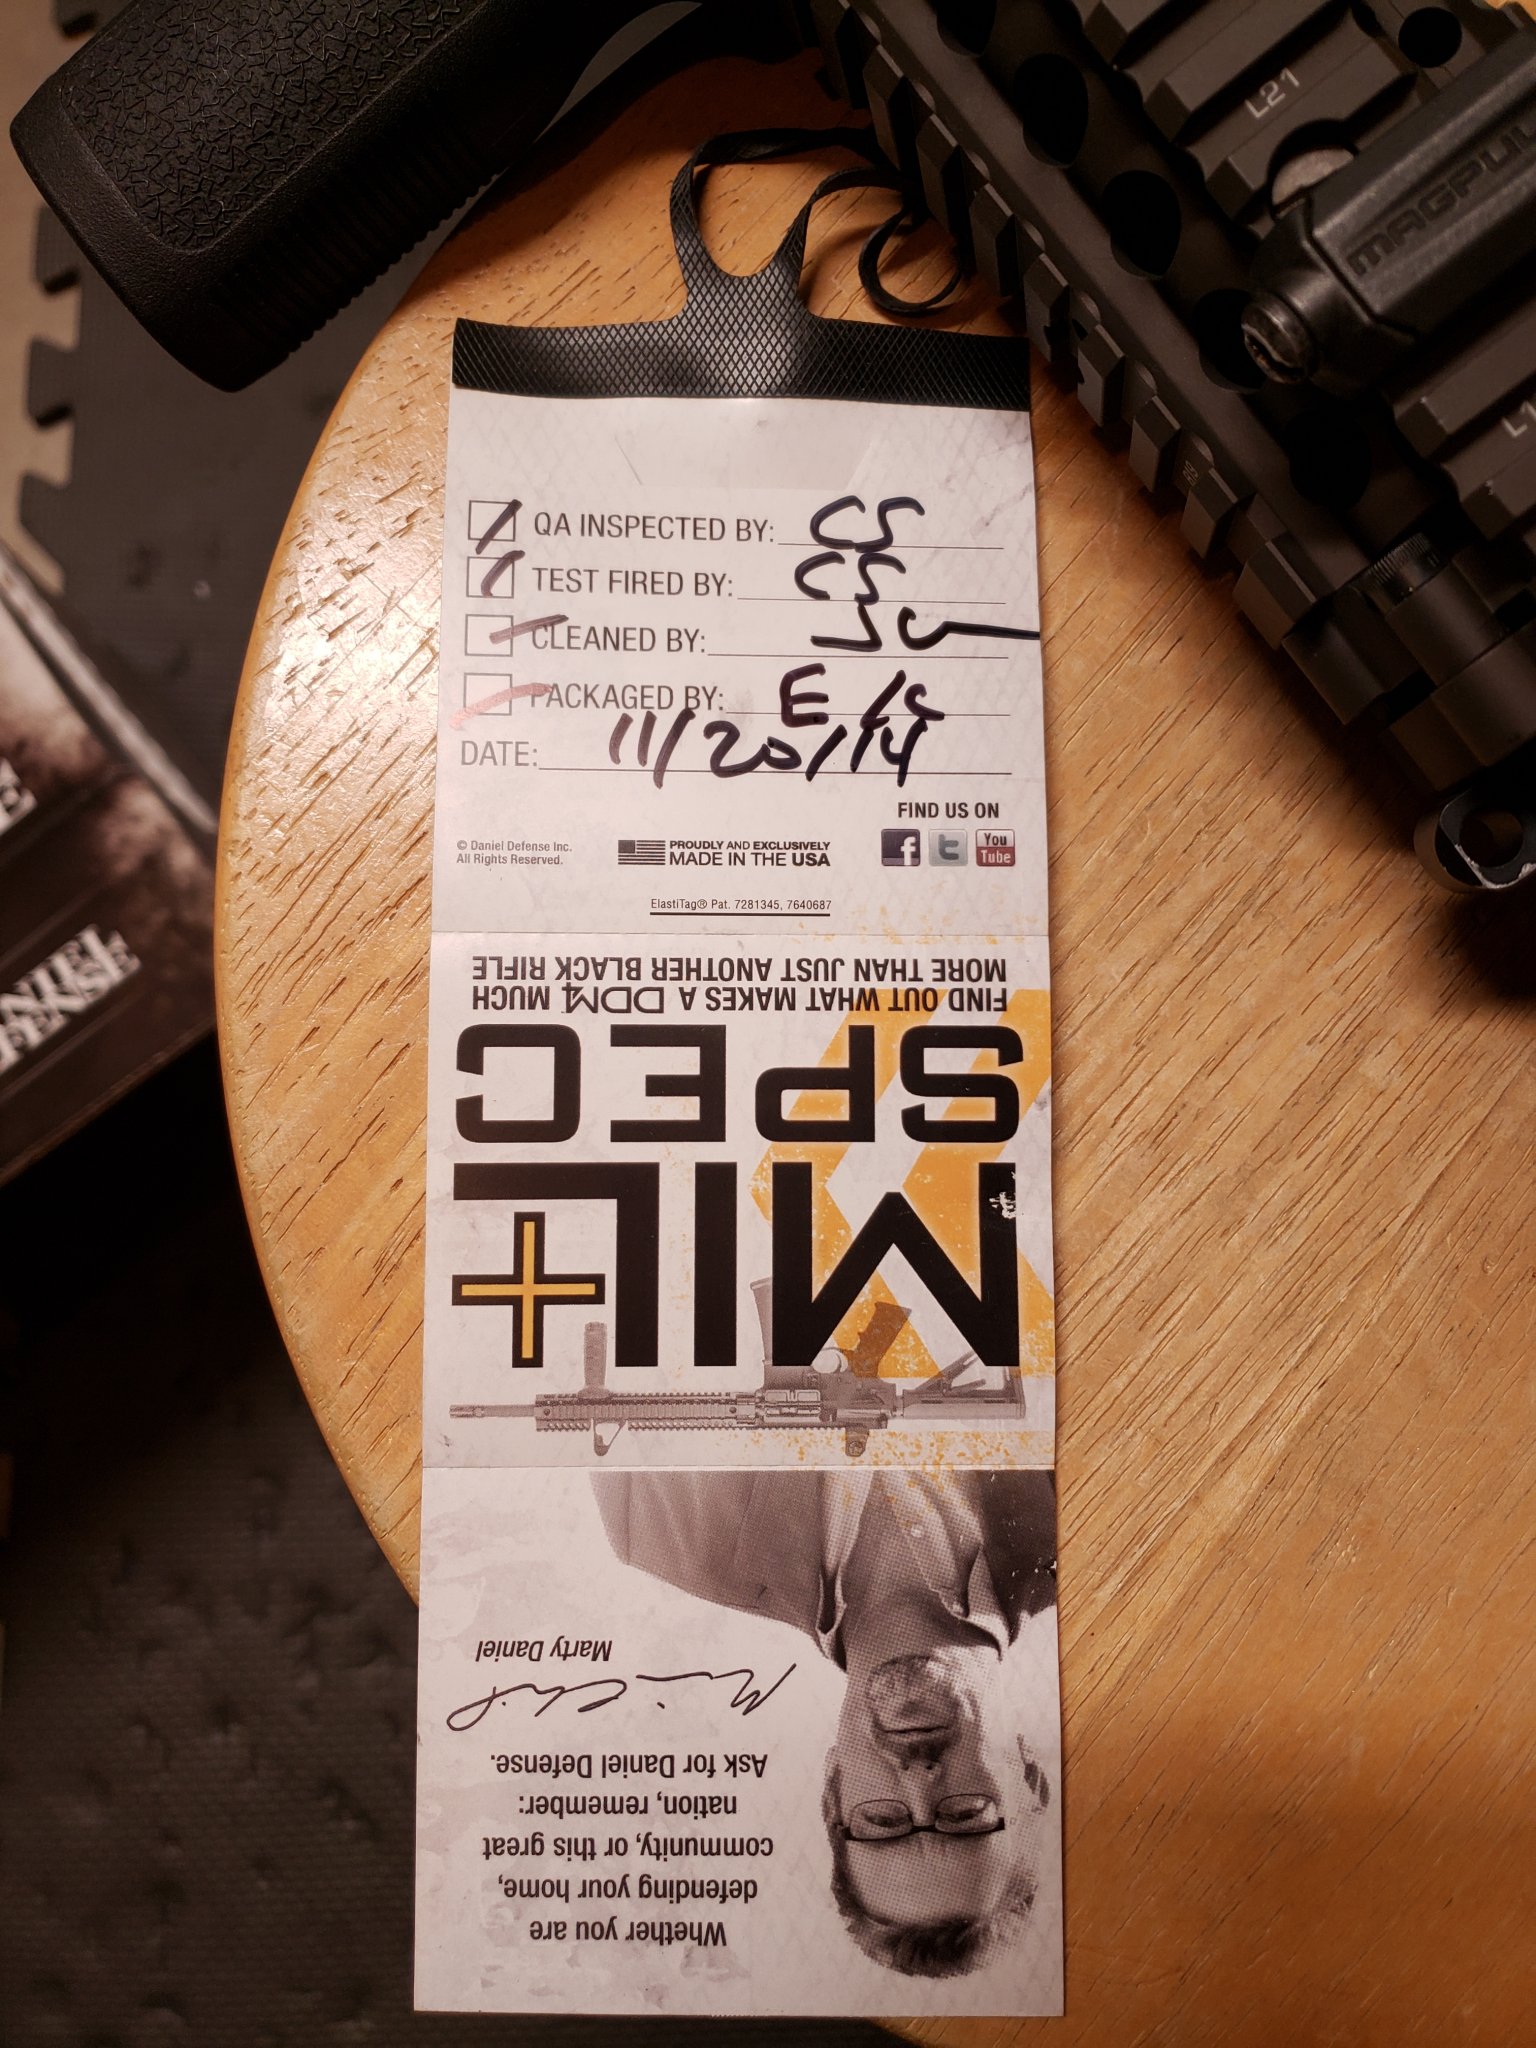 L21
MAGPUL
QA INSPECTED BY: CS
TEST FIRED BY: CS
CLEANED BY:
PACKAGED BY: E
DATE: 11/20/14
FIND US ON
© Daniel Defense Inc.
All Rights Reserved.
PROUDLY AND EXCLUSIVELY
MADE IN THE USA
f
t
You
Tube
ElastiTag® Pat. 7281345, 7640687
MIL+
SPEC
FIND OUT WHAT MAKES A DDM4 MUCH
MORE THAN JUST ANOTHER BLACK RIFLE
Whether you are
defending your home,
community, or this great
nation, remember:
Ask for Daniel Defense.
Marty Daniel